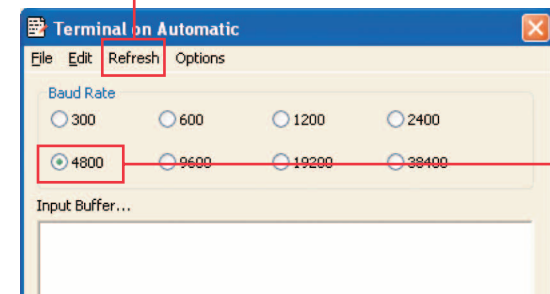 Terminal on Automatic
File Edit Refresh Options
Baud Rate
300 600 1200 2400
4800 9600 19200 38400
Input Buffer...